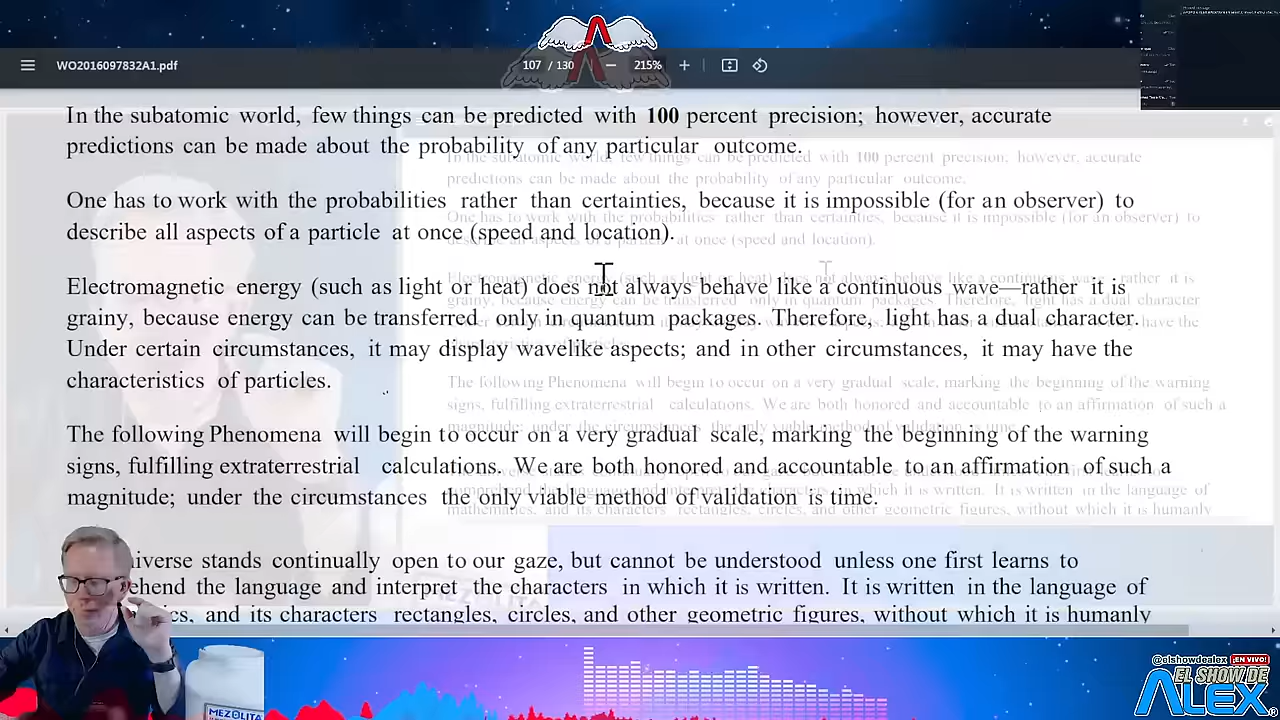 WO2016097832A1.pdf
107 / 130
215%
In the subatomic world, few things can be predicted with 100 percent precision; however, accurate
predictions can be made about the probability of any particular outcome.
One has to work with the probabilities rather than certainties, because it is impossible (for an observer) to
describe all aspects of a particle at once (speed and location).
Electromagnetic energy (such as light or heat) does not always behave like a continuous wave—rather it is
grainy, because energy can be transferred only in quantum packages. Therefore, light has a dual character.
Under certain circumstances, it may display wavelike aspects; and in other circumstances, it may have the
characteristics of particles.
The following Phenomena will begin to occur on a very gradual scale, marking the beginning of the warning
signs, fulfilling extraterrestrial calculations. We are both honored and accountable to an affirmation of such a
magnitude; under the circumstances the only viable method of validation is time.
iverse stands continually open to our gaze, but cannot be understood unless one first learns to
ehend the language and interpret the characters in which it is written. It is written in the language of
cs, and its characters rectangles, circles, and other geometric figures, without which it is humanly
MEZOLITA
@elshowdealex ¡EN VIVO!
EL SHOW DE
ALEX